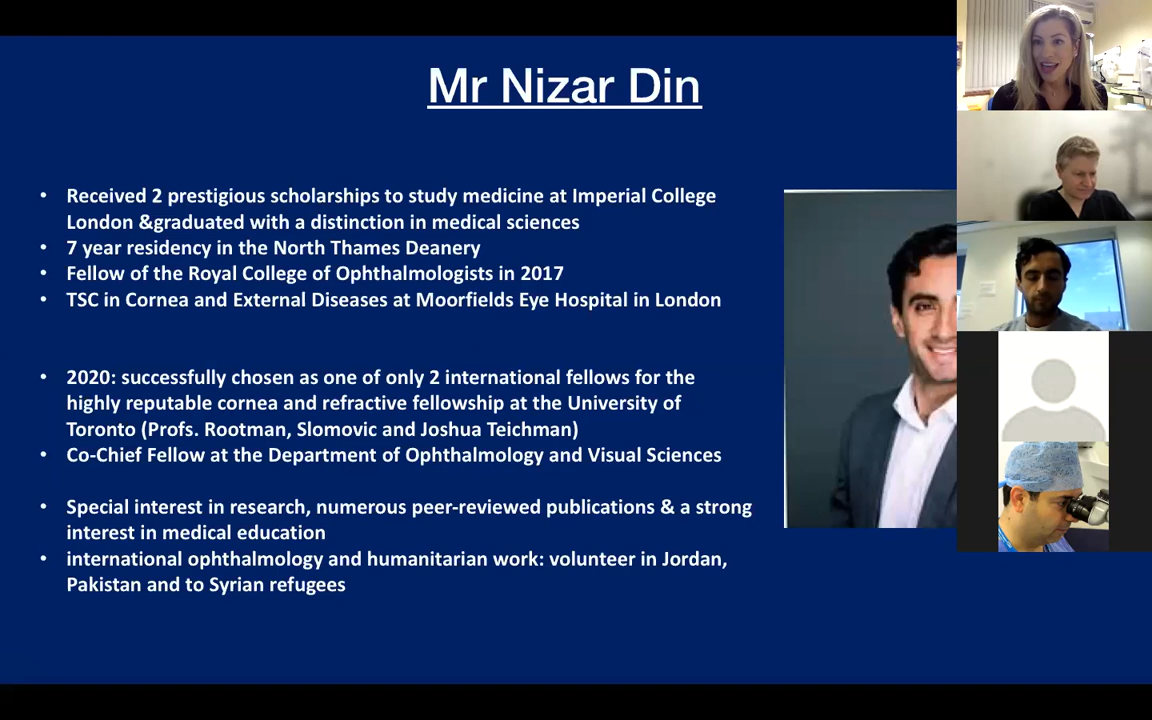 Mr Nizar Din
• Received 2 prestigious scholarships to study medicine at Imperial College
London &graduated with a distinction in medical sciences
• 7 year residency in the North Thames Deanery
• Fellow of the Royal College of Ophthalmologists in 2017
• TSC in Cornea and External Diseases at Moorfields Eye Hospital in London
• 2020: successfully chosen as one of only 2 international fellows for the
highly reputable cornea and refractive fellowship at the University of
Toronto (Profs. Rootman, Slomovic and Joshua Teichman)
• Co-Chief Fellow at the Department of Ophthalmology and Visual Sciences
• Special interest in research, numerous peer-reviewed publications & a strong
interest in medical education
• international ophthalmology and humanitarian work: volunteer in Jordan,
Pakistan and to Syrian refugees